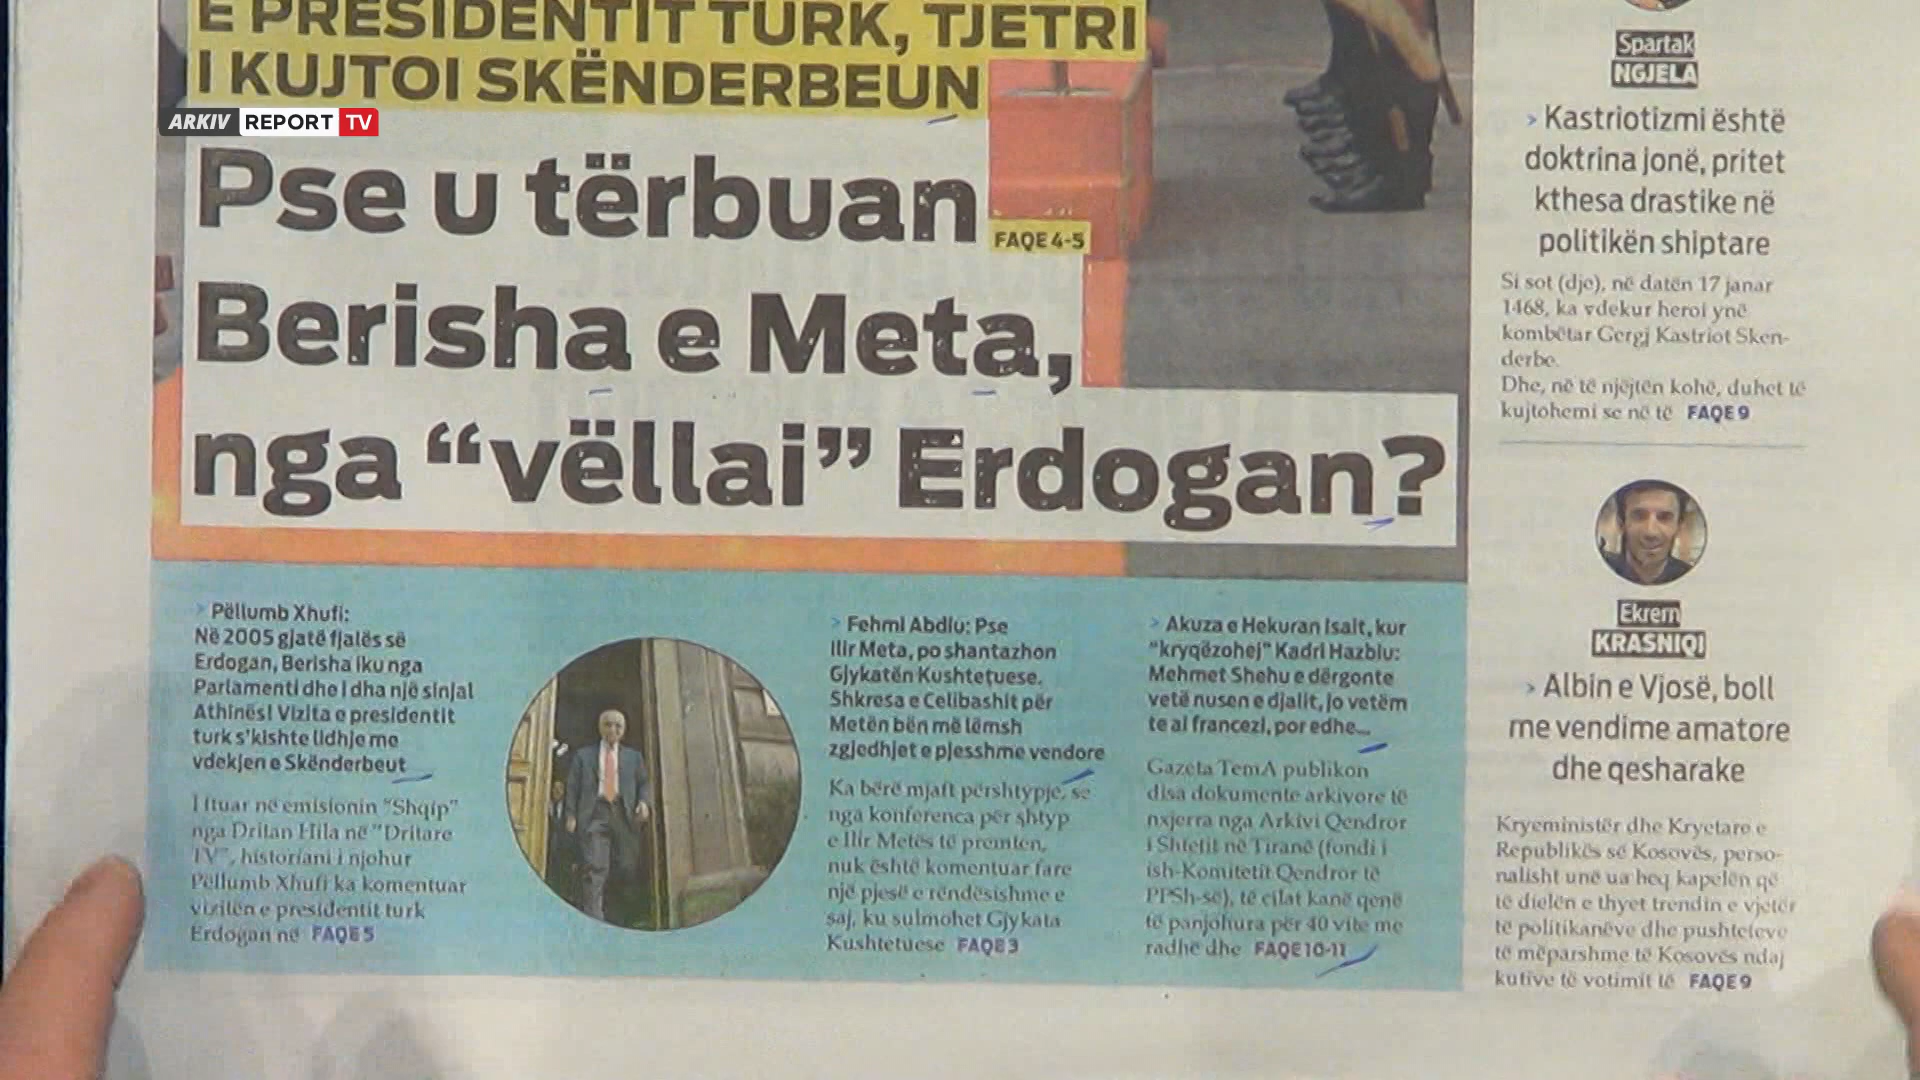 E PRESIDENTIT TURK, TJETRI
I KUJTOI SKËNDERBEUN
ARKIV REPORT TV
Pse u tërbuan
FAQE 4-5
Berisha e Meta,
nga “vëllai” Erdogan?
› Pëllumb Xhufi:
Në 2005 gjatë fjalës së
Erdogan, Berisha iku nga
Parlamenti dhe i dha një sinjal
Athinës! Vizita e presidentit
turk s'kishte lidhje me
vdekjen e Skënderbeut
I ftuar në emisionin "Shqip"
nga Dritan Hila në "Dritare
TV", historiani i njohur
Pëllumb Xhufi ka komentuar
vizitën e presidentit turk
Erdogan në FAQE 5
› Fehmi Abdiu: Pse
Ilir Meta, po shantazhon
Gjykatën Kushtetuese.
Shkresa e Celibashit për
Metën bën më lëmsh
zgjedhjet e pjesshme vendore
Ka bërë mjaft përshtypje, se
nga konferenca për shtyp
e Ilir Metës të premten,
nuk është komentuar fare
një pjesë e rëndësishme e
saj, ku sulmohet Gjykata
Kushtetuese FAQE 3
› Akuza e Hekuran Isait, kur
"kryqëzohej" Kadri Hazbiu:
Mehmet Shehu e dërgonte
vetë nusen e djalit, jo vetëm
te ai francezi, por edhe...
Gazeta TemA publikon
disa dokumente arkivore të
nxjerra nga Arkivi Qendror
i Shtetit në Tiranë (fondi i
ish-Komitetit Qendror të
PPSh-së), të cilat kanë qenë
të panjohura për 40 vite me
radhë dhe FAQE 10-11
Spartak
NGJELA
› Kastriotizmi është
doktrina jonë, pritet
kthesa drastike në
politikën shiptare
Si sot (dje), në datën 17 janar
1468, ka vdekur heroi ynë
kombëtar Gergj Kastriot Sken-
derbe.
Dhe, në të njëjtën kohë, duhet të
kujtohemi se në të FAQE 9
Ekrem
KRASNIQI
› Albin e Vjosë, boll
me vendime amatore
dhe qesharake
Kryeministër dhe Kryetare e
Republikës së Kosovës, perso-
nalisht unë ua heq kapelën që
të dielën e thyet trendin e vjetër
të politikanëve dhe pushteteve
të mëparshme të Kosovës ndaj
kutive të votimit të FAQE 9